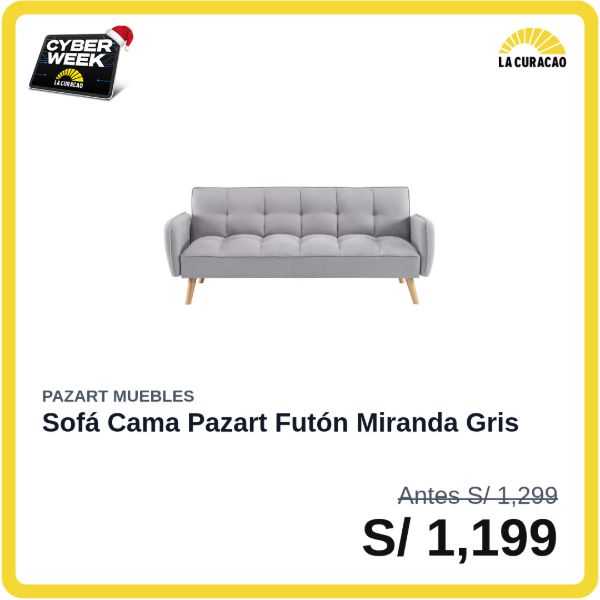 CYBER
WEEK
LA CURACAO
LA CURACAO
PAZART MUEBLES
Sofá Cama Pazart Futón Miranda Gris
Antes S/ 1,299
S/ 1,199